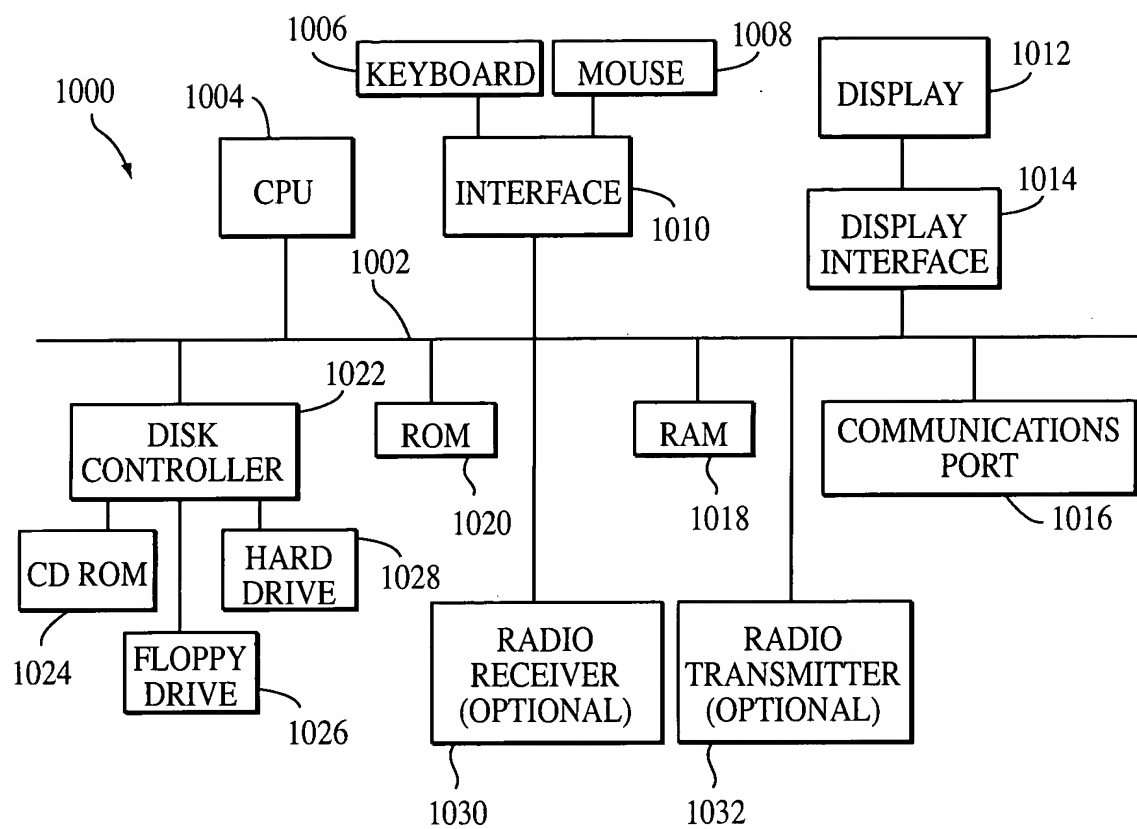 1006
KEYBOARD
MOUSE
1008
1000
1004
CPU
INTERFACE
1010
DISPLAY
1012
1014
DISPLAY
INTERFACE
1002
1022
DISK
CONTROLLER
ROM
1020
RAM
1018
COMMUNICATIONS
PORT
1016
CD ROM
1024
HARD
DRIVE
1028
FLOPPY
DRIVE
1026
RADIO
RECEIVER
(OPTIONAL)
1030
RADIO
TRANSMITTER
(OPTIONAL)
1032